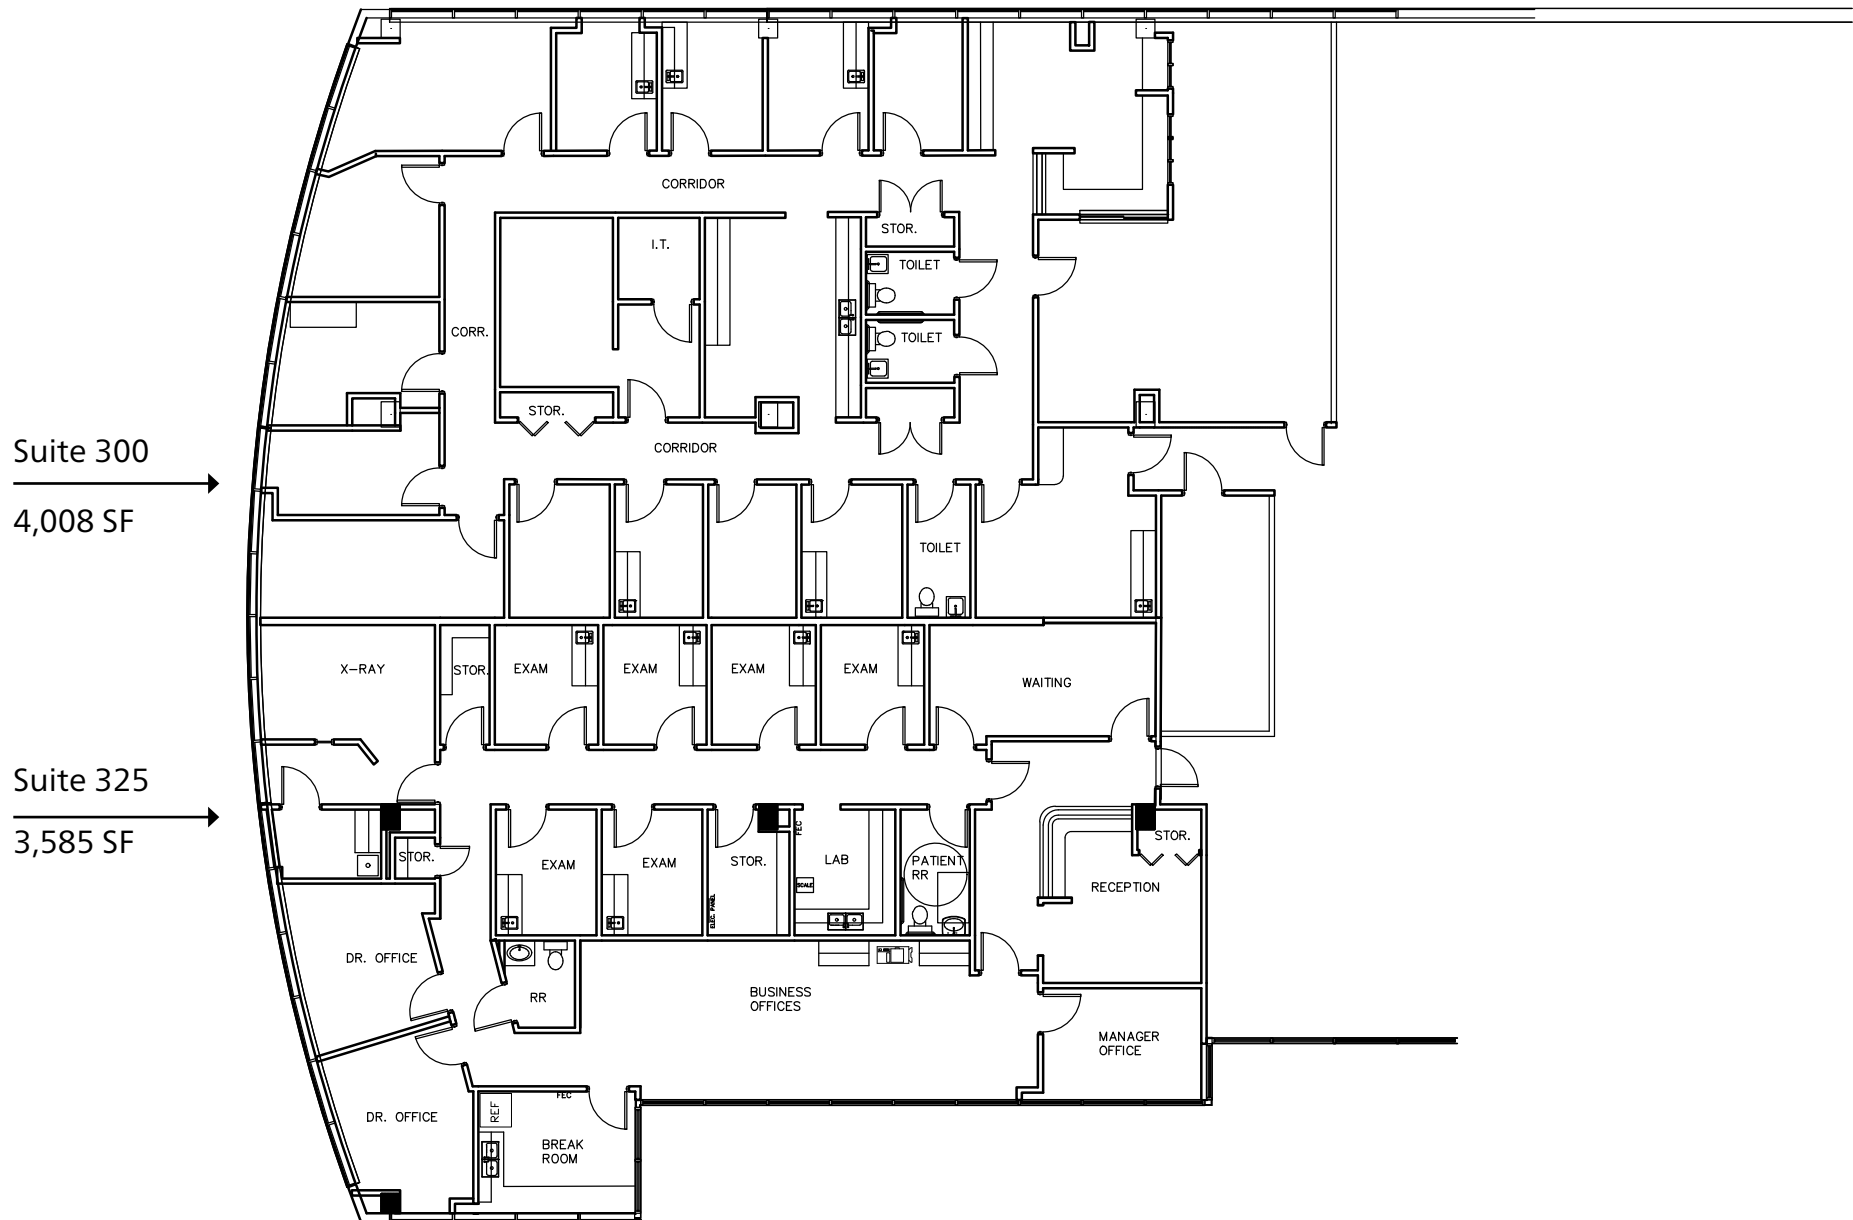 CORRIDOR
STOR.
I.T.
TOILET
CORR.
TOILET
STOR.
CORRIDOR
Suite 300
4,008 SF
TOILET
X-RAY
STOR.
EXAM
EXAM
EXAM
EXAM
WAITING
Suite 325
3,585 SF
FEC
STOR.
STOR.
EXAM
EXAM
STOR.
LAB
PATIENT
RR
SCALE
ELEC. PANEL
RECEPTION
DR. OFFICE
RR
BUSINESS
OFFICES
MANAGER
OFFICE
FEC
REF
DR. OFFICE
BREAK
ROOM